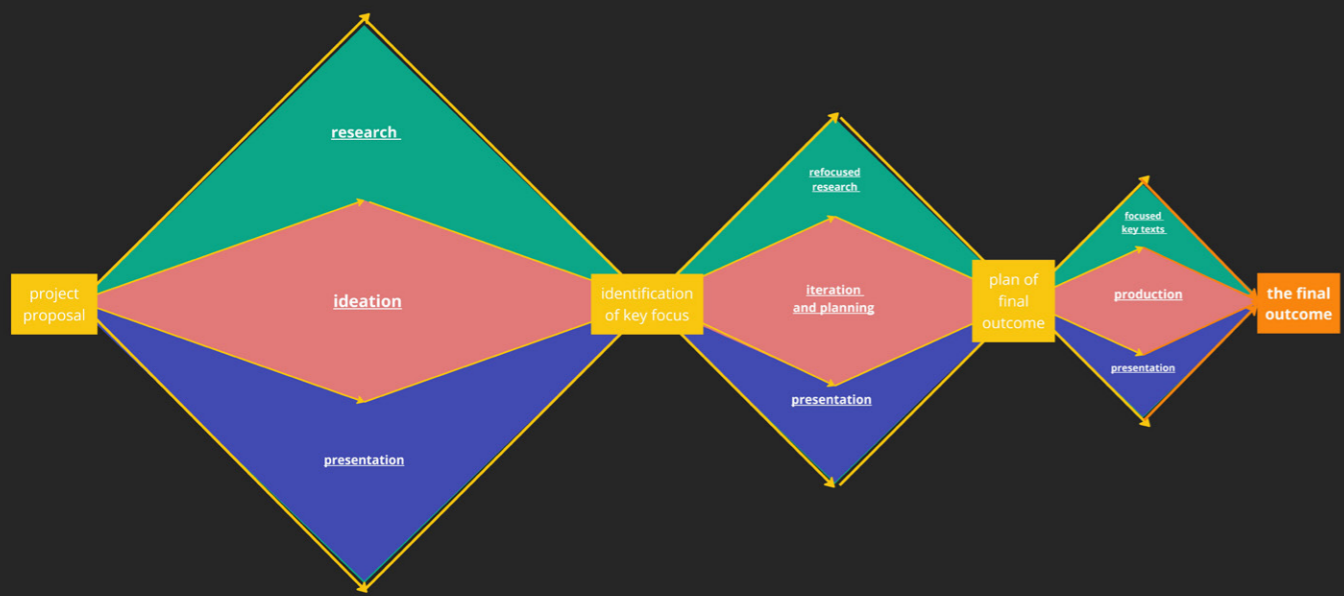 project
proposal
research
ideation
presentation
identification
of key focus
refocused
research
iteration
and planning
presentation
plan of
final
outcome
focused
key texts
production
presentation
the final
outcome